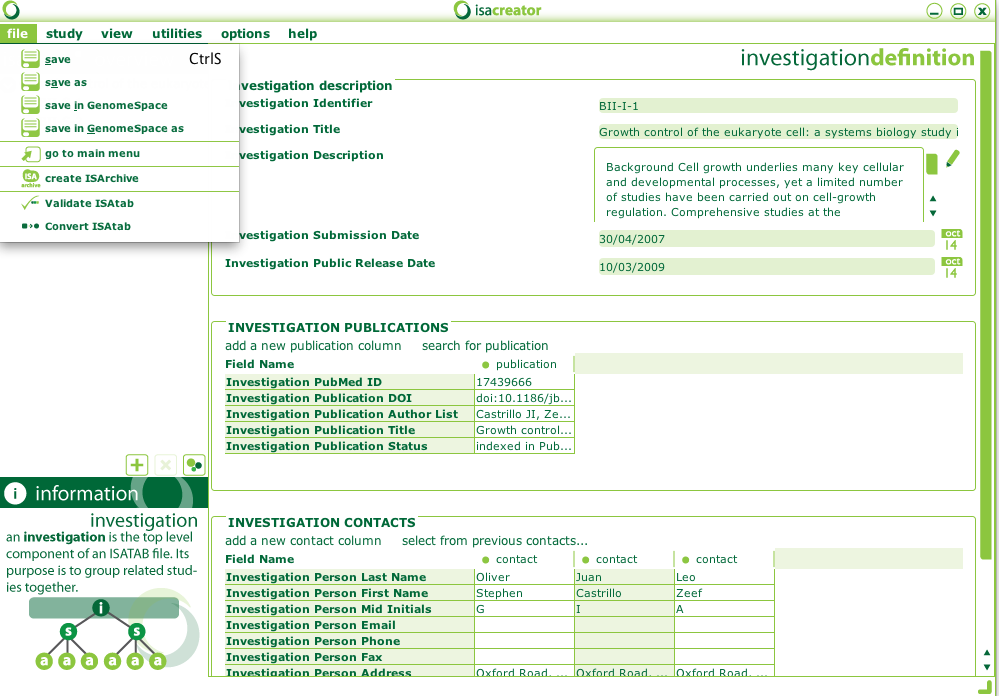 isacreator
file study view utilities options help
save CtrlS
save as
save in GenomeSpace
save in GenomeSpace as
go to main menu
ISA archive create ISArchive
Validate ISAtab
Convert ISAtab
investigationdefinition
vestigation description
vestigation Identifier BII-I-1
vestigation Title Growth control of the eukaryote cell: a systems biology study i
vestigation Description
Background Cell growth underlies many key cellular
and developmental processes, yet a limited number
of studies have been carried out on cell-growth
regulation. Comprehensive studies at the
vestigation Submission Date 30/04/2007 oct 14
Investigation Public Release Date 10/03/2009 oct 14
INVESTIGATION PUBLICATIONS
add a new publication column search for publication
Field Name publication
Investigation PubMed ID 17439666
Investigation Publication DOI doi:10.1186/jb...
Investigation Publication Author List Castrillo JI, Ze...
Investigation Publication Title Growth control...
Investigation Publication Status indexed in Pub...
INVESTIGATION CONTACTS
add a new contact column select from previous contacts...
Field Name contact contact contact
Investigation Person Last Name Oliver Juan Leo
Investigation Person First Name Stephen Castrillo Zeef
Investigation Person Mid Initials G I A
Investigation Person Email
Investigation Person Phone
Investigation Person Fax
Investigation Person Address Oxford Road, ... Oxford Road, ... Oxford Road, ...
i information
investigation
an investigation is the top level
component of an ISATAB file. Its
purpose is to group related stud-
ies together.
i
s s
a a a a a a